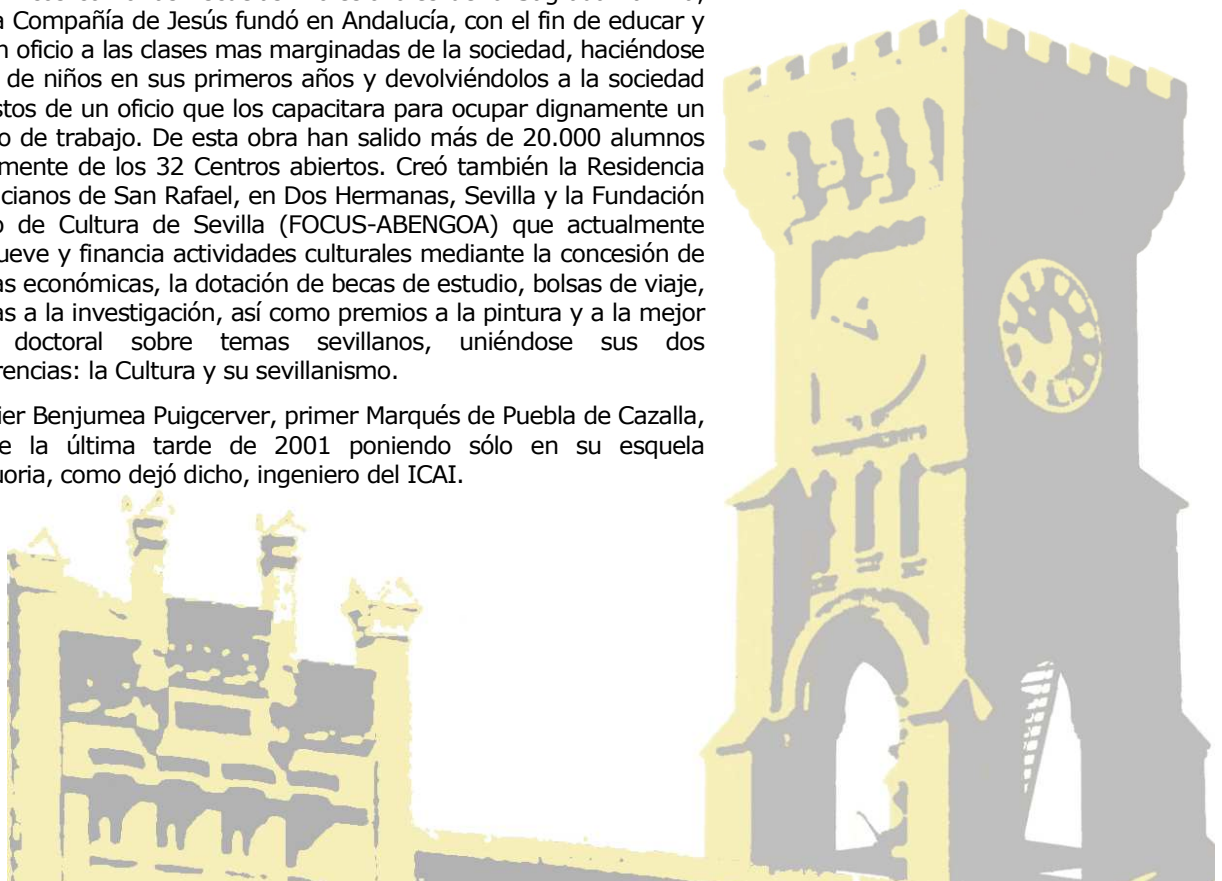 a Compañía de Jesús fundó en Andalucía, con el fin de educar y
n oficio a las clases mas marginadas de la sociedad, haciéndose
de niños en sus primeros años y devolviéndolos a la sociedad
stos de un oficio que los capacitara para ocupar dignamente un
o de trabajo. De esta obra han salido más de 20.000 alumnos
mente de los 32 Centros abiertos. Creó también la Residencia
cianos de San Rafael, en Dos Hermanas, Sevilla y la Fundación
o de Cultura de Sevilla (FOCUS-ABENGOA) que actualmente
ueve y financia actividades culturales mediante la concesión de
as económicas, la dotación de becas de estudio, bolsas de viaje,
as a la investigación, así como premios a la pintura y a la mejor
doctoral sobre temas sevillanos, uniéndose sus dos
rencias: la Cultura y su sevillanismo.
ier Benjumea Puigcerver, primer Marqués de Puebla de Cazalla,
e la última tarde de 2001 poniendo sólo en su esquela
uoria, como dejó dicho, ingeniero del ICAI.